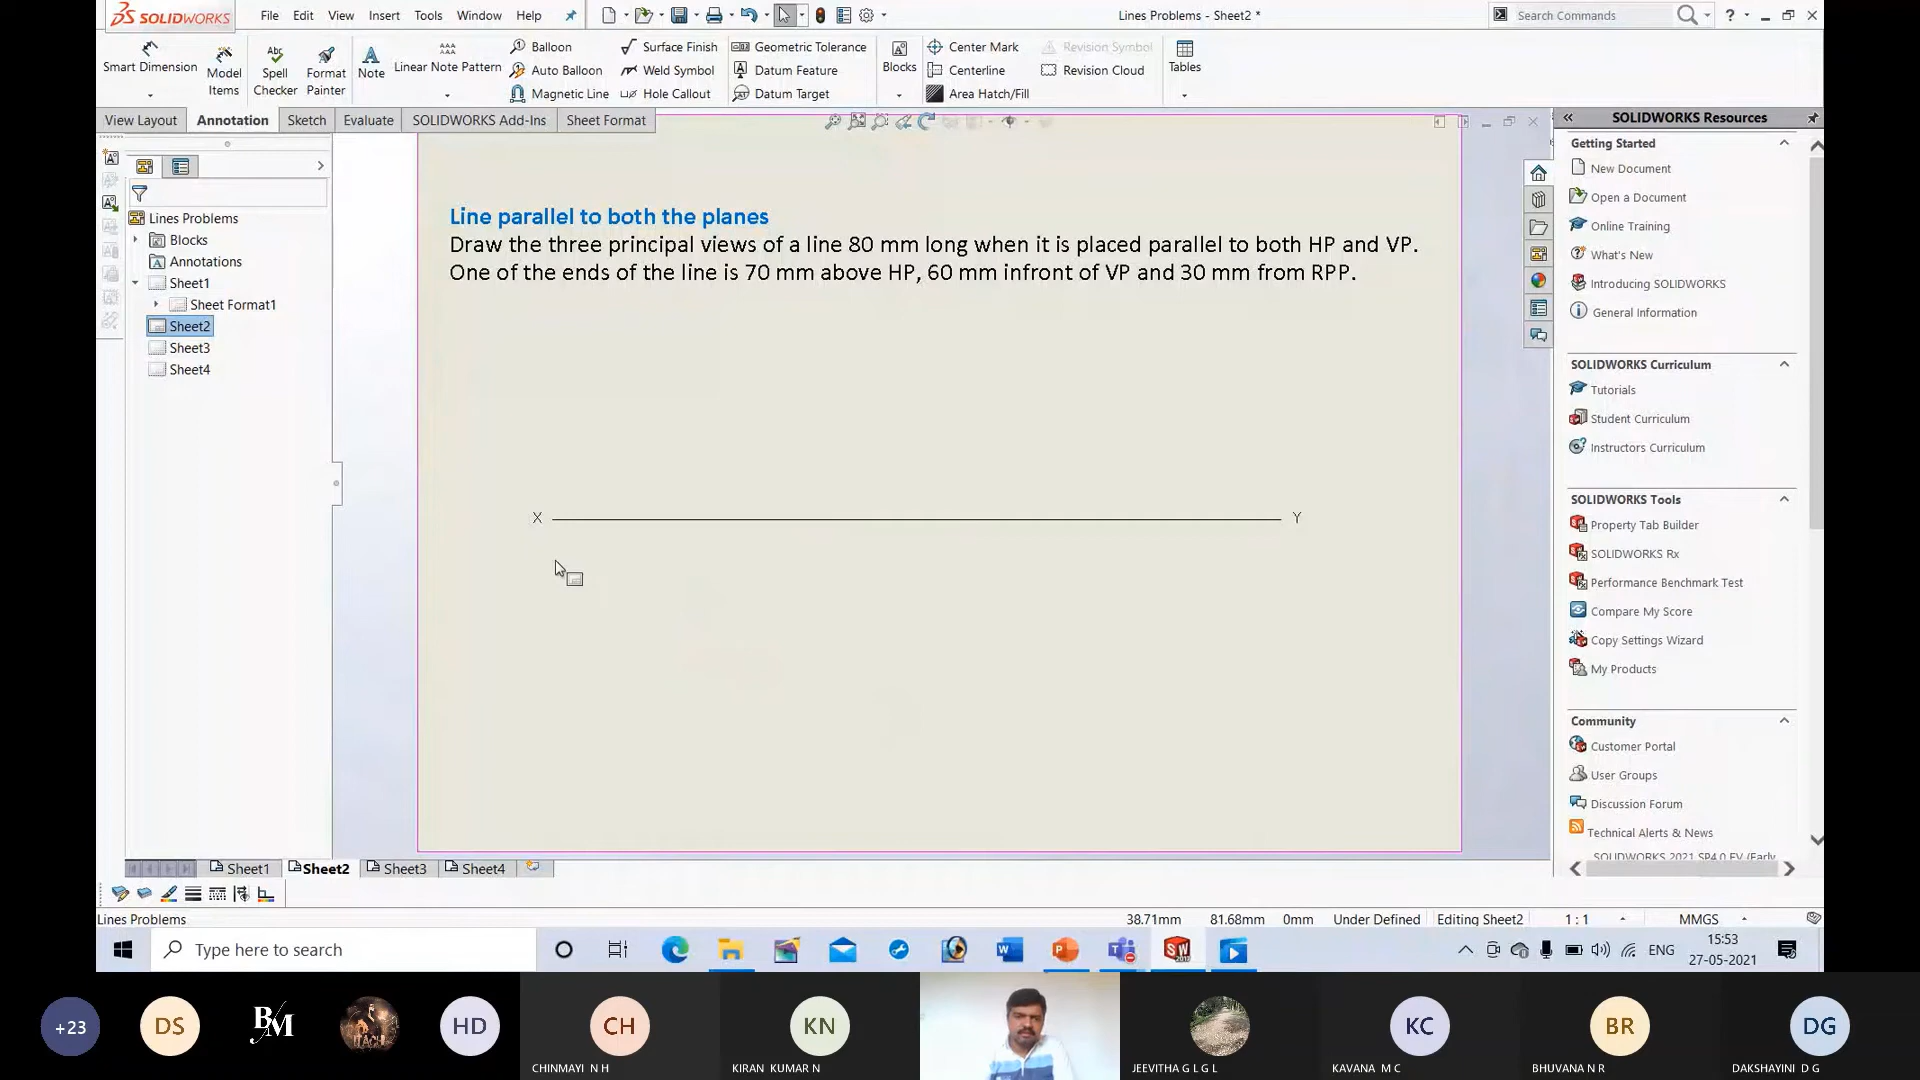 SOLIDWORKS File Edit View Insert Tools Window Help
Lines Problems - Sheet2 *
Search Commands
Smart Dimension
Model Items
Spell Checker
Format Painter
Note
Linear Note Pattern
Balloon
Auto Balloon
Magnetic Line
Surface Finish
Weld Symbol
Hole Callout
Geometric Tolerance
Datum Feature
Datum Target
Blocks
Center Mark
Centerline
Area Hatch/Fill
Revision Symbol
Revision Cloud
Tables
View Layout Annotation Sketch Evaluate SOLIDWORKS Add-Ins Sheet Format
Lines Problems
Blocks
Annotations
Sheet1
Sheet Format1
Sheet2
Sheet3
Sheet4
Line parallel to both the planes
Draw the three principal views of a line 80 mm long when it is placed parallel to both HP and VP.
One of the ends of the line is 70 mm above HP, 60 mm infront of VP and 30 mm from RPP.
X Y
SOLIDWORKS Resources
Getting Started
New Document
Open a Document
Online Training
What's New
Introducing SOLIDWORKS
General Information
SOLIDWORKS Curriculum
Tutorials
Student Curriculum
Instructors Curriculum
SOLIDWORKS Tools
Property Tab Builder
SOLIDWORKS Rx
Performance Benchmark Test
Compare My Score
Copy Settings Wizard
My Products
Community
Customer Portal
User Groups
Discussion Forum
Technical Alerts & News
SOLIDWORKS 2021 SP4.0 EV (Early
Sheet1 Sheet2 Sheet3 Sheet4
Lines Problems
38.71mm 81.68mm 0mm Under Defined Editing Sheet2 1 : 1 MMGS
Type here to search
ENG
15:53
27-05-2021
+23
DS
BM
HD
CH
KN
KC
BR
DG
CHINMAYI N H
KIRAN KUMAR N
JEEVITHA G L G L
KAVANA M C
BHUVANA N R
DAKSHAYINI D G